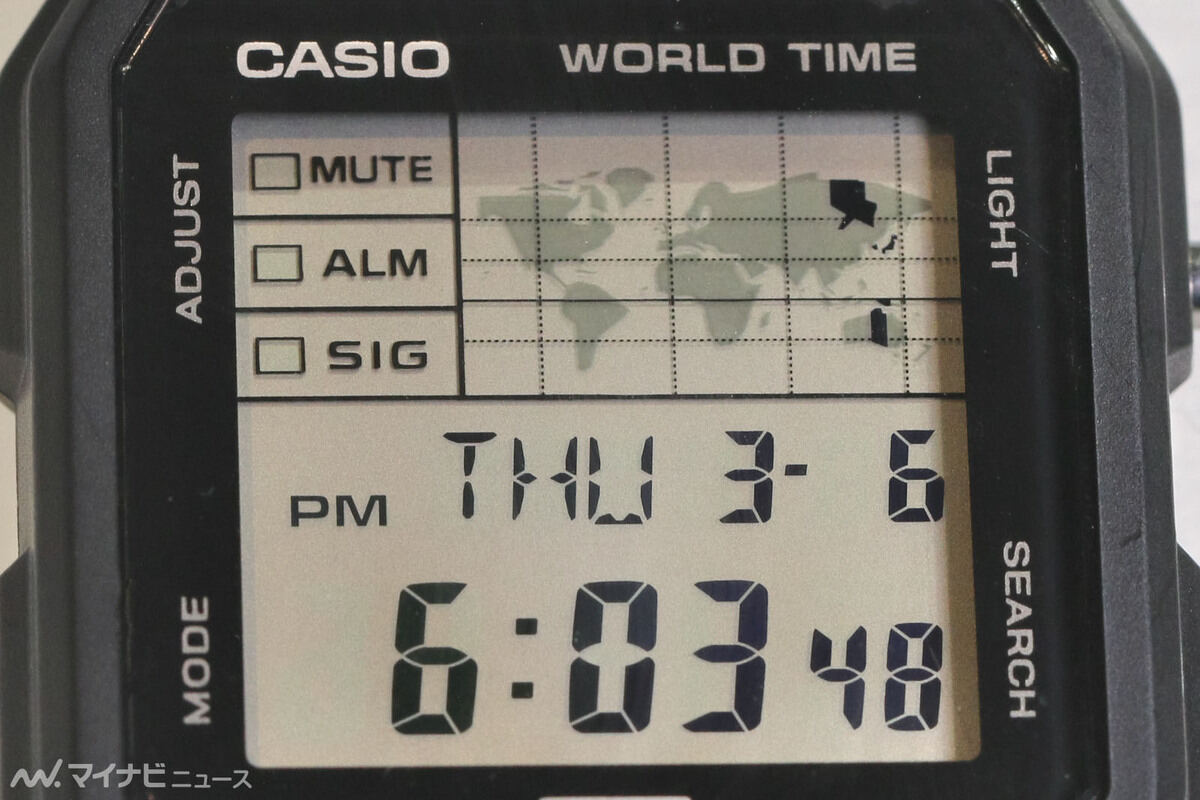 CASIO WORLD TIME
ADJUST
LIGHT
MUTE
ALM
SIG
PM THU 3- 6
6:03 48
MODE
SEARCH
マイナビニュース